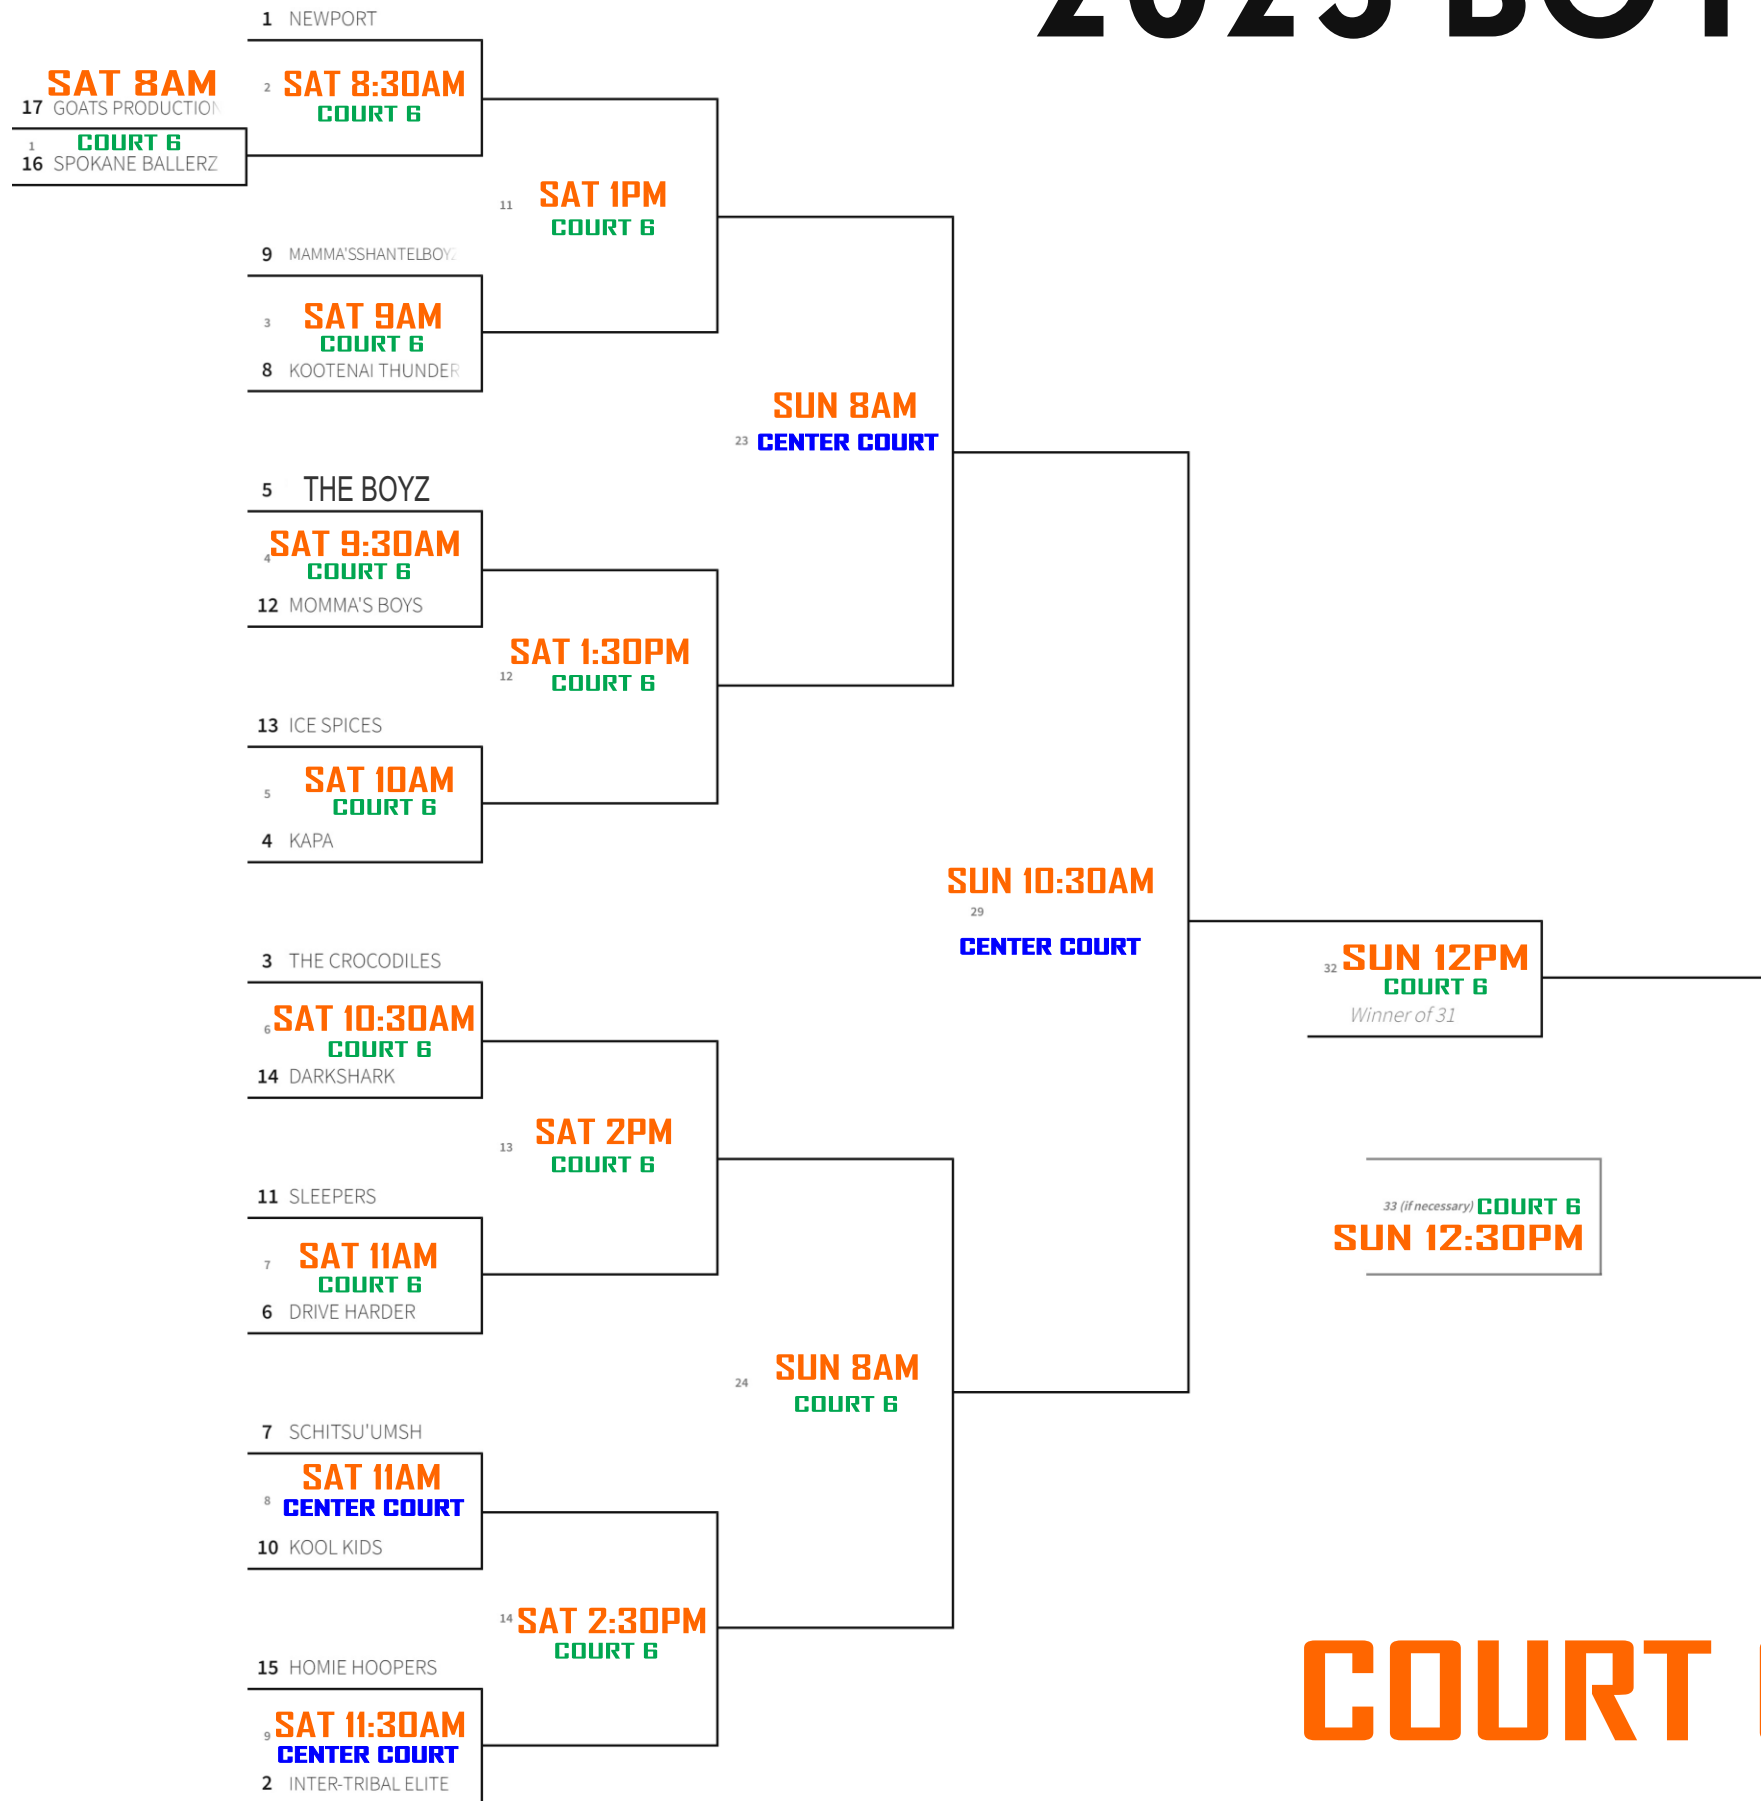 2023 BOY
1 NEWPORT
SAT 8AM
17 GOATS PRODUCTION
1 COURT 6
16 SPOKANE BALLERZ
2 SAT 8:30AM
COURT 6
11 SAT 1PM
COURT 6
9 MAMMA'SSHANTELBOYZ
3 SAT 9AM
COURT 6
8 KOOTENAI THUNDER
SUN 8AM
23 CENTER COURT
5 THE BOYZ
4 SAT 9:30AM
COURT 6
12 MOMMA'S BOYS
12 SAT 1:30PM
COURT 6
13 ICE SPICES
5 SAT 10AM
COURT 6
4 KAPA
SUN 10:30AM
29
CENTER COURT
3 THE CROCODILES
6 SAT 10:30AM
COURT 6
14 DARKSHARK
32 SUN 12PM
COURT 6
Winner of 31
13 SAT 2PM
COURT 6
33 (if necessary) COURT 6
SUN 12:30PM
11 SLEEPERS
7 SAT 11AM
COURT 6
6 DRIVE HARDER
24 SUN 8AM
COURT 6
7 SCHITSU'UMSH
SAT 11AM
8 CENTER COURT
10 KOOL KIDS
14 SAT 2:30PM
COURT 6
15 HOMIE HOOPERS
9 SAT 11:30AM
CENTER COURT
2 INTER-TRIBAL ELITE
COURT